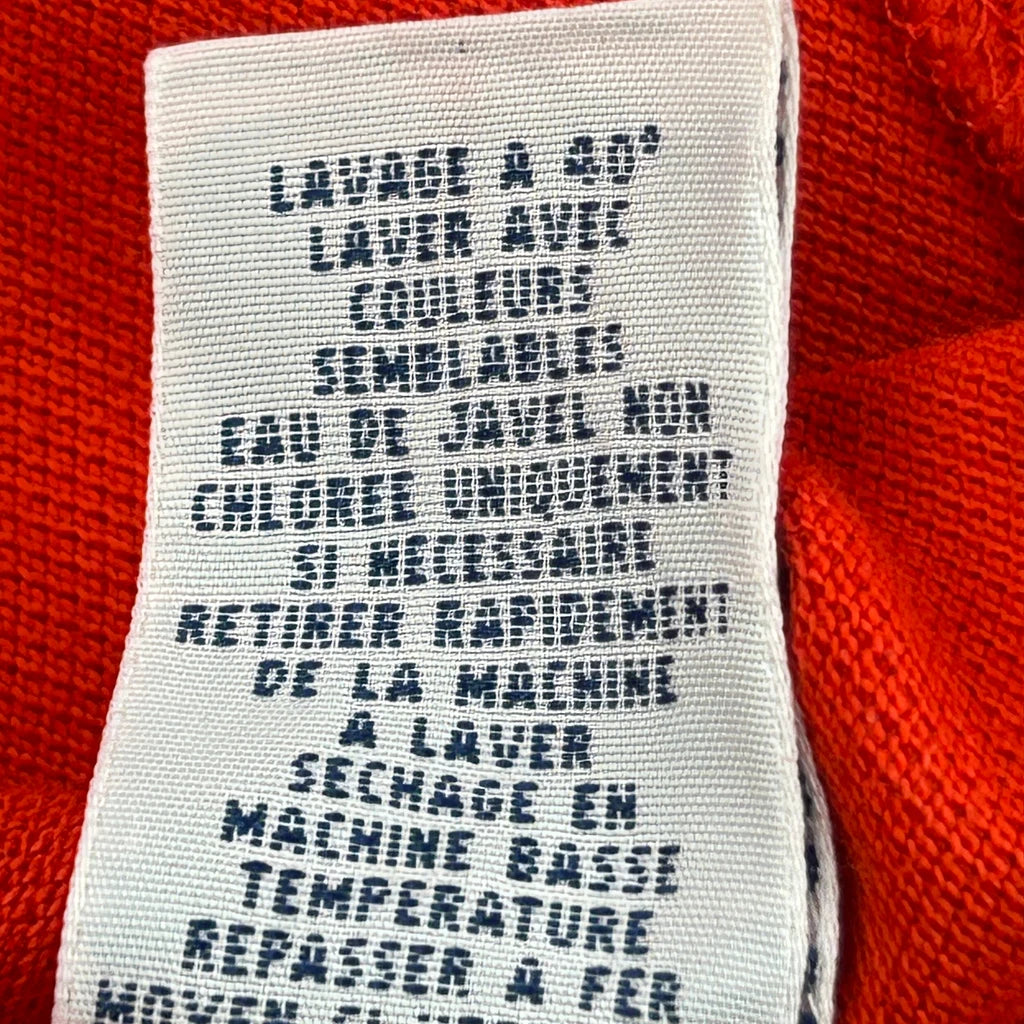 LAVAGE A 40°
LAVER AVEC
COULEURS
SEMBLABLES
EAU DE JAVEL NON
CHLOREE UNIQUEMENT
SI NECESSAIRE
RETIRER RAPIDEMENT
DE LA MACHINE
A LAVER
SECHAGE EN
MACHINE BASSE
TEMPERATURE
REPASSER A FER
MOYEN